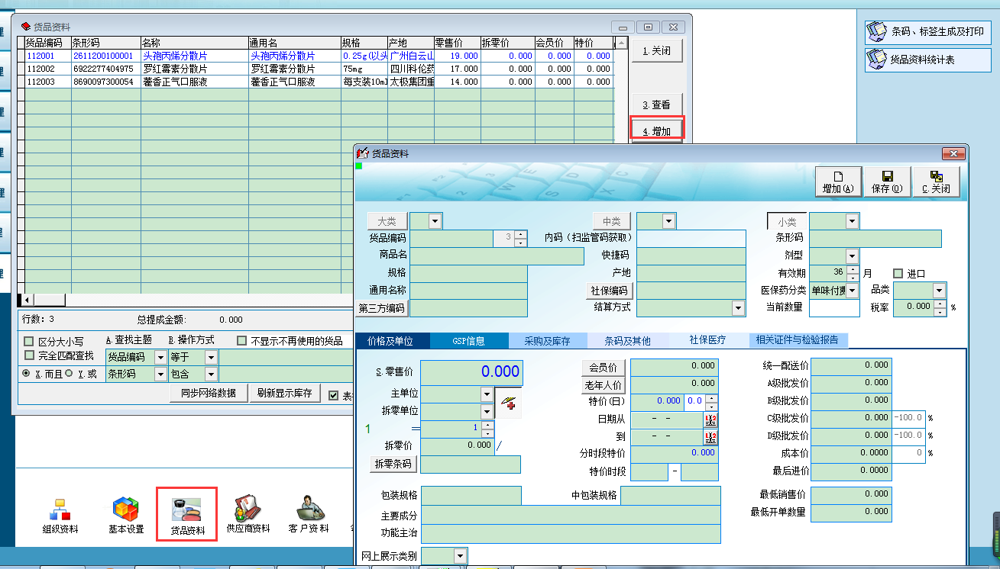 货品资料
货品编码 条形码 名称 通用名 规格 产地 零售价 拆零价 会员价 特价
112001 2611200100001 头孢丙烯分散片 头孢丙烯分散片 0.25g(以头 广州白云山 19.000 0.000 0.000 0.000
112002 6922277404975 罗红霉素分散片 罗红霉素分散片 75mg 四川科伦药 17.000 0.000 0.000 0.000
112003 8690097300054 藿香正气口服液 藿香正气口服液 每支装10ml 太极集团重 14.000 0.000 0.000 0.000
1.关闭
3.查看
4.增加
条码、标签生成及打印
货品资料统计表
行数: 3 总提成金额: 0.000
区分大小写 A.查找主题 B.操作方式 不显示不再使用的货品
完全匹配查找 货品编码 等于
X.而且 Y.或 条形码 包含
同步网络数据 刷新显示库存 表
货品资料
增加(A) 保存(O) C.关闭
大类 中类 小类
货品编码 3 内码（扫监管码获取） 条形码
商品名 快捷码 剂型
规格 产地 有效期 36 月 进口
通用名称 社保编码 医保药分类 单味付费 品类
第三方编码 结算方式 当前数量 税率 0.000 %
价格及单位 GSP信息 采购及库存 条码及其他 社保医疗 相关证件与检验报告
S.零售价 0.000 会员价 0.000 统一配送价 0.000
老年人价 0.000 A级批发价 0.000
主单位 特价(日) 0.000 0.0 B级批发价 0.000
拆零单位 日期从 - - C级批发价 0.000 -100.0 %
1 = 1 到 - - D级批发价 0.000 -100.0 %
拆零价 0.000 / 分时段特价 0.000 成本价 0.0000 0 %
拆零条码 特价时段 - 最后进价 0.0000
包装规格 中包装规格 最低销售价 0.000
主要成分 最低开单数量 0.000
功能主治
网上展示类别
组织资料 基本设置 货品资料 供应商资料 客户资料